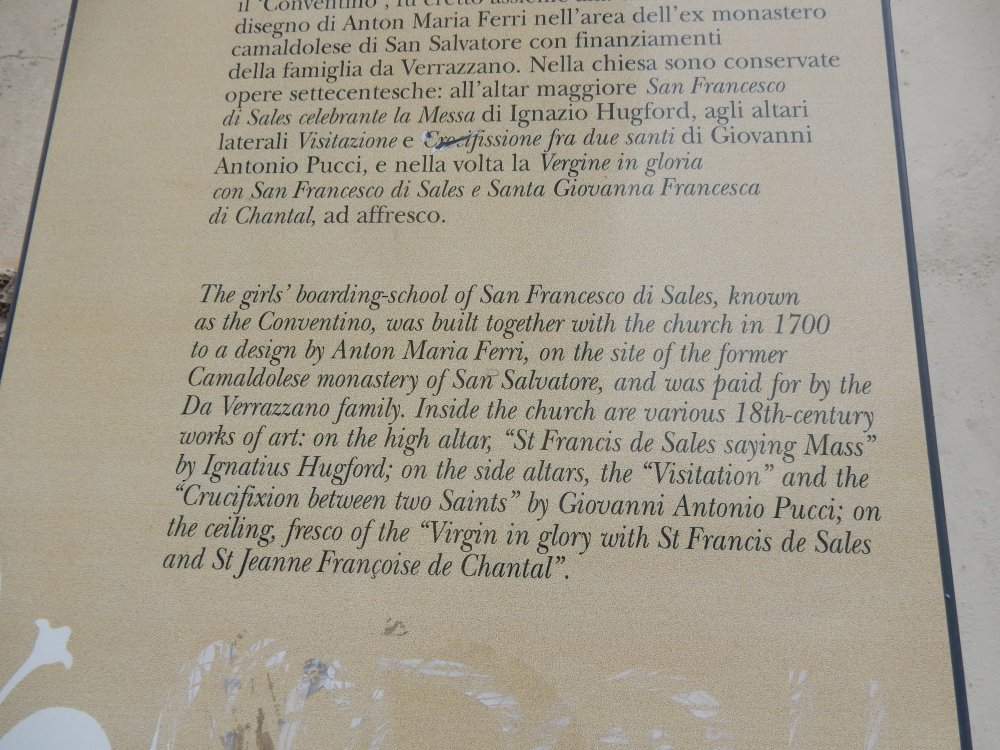 il 'Conventino', fu eretto assieme
disegno di Anton Maria Ferri nell'area dell'ex monastero
camaldolese di San Salvatore con finanziamenti
della famiglia da Verrazzano. Nella chiesa sono conservate
opere settecentesche: all'altar maggiore San Francesco
di Sales celebrante la Messa di Ignazio Hugford, agli altari
laterali Visitazione e Crocifissione fra due santi di Giovanni
Antonio Pucci, e nella volta la Vergine in gloria
con San Francesco di Sales e Santa Giovanna Francesca
di Chantal, ad affresco.
The girls' boarding-school of San Francesco di Sales, known
as the Conventino, was built together with the church in 1700
to a design by Anton Maria Ferri, on the site of the former
Camaldolese monastery of San Salvatore, and was paid for by the
Da Verrazzano family. Inside the church are various 18th-century
works of art: on the high altar, “St Francis de Sales saying Mass”
by Ignatius Hugford; on the side altars, the “Visitation” and the
“Crucifixion between two Saints” by Giovanni Antonio Pucci; on
the ceiling, fresco of the “Virgin in glory with St Francis de Sales
and St Jeanne Françoise de Chantal”.